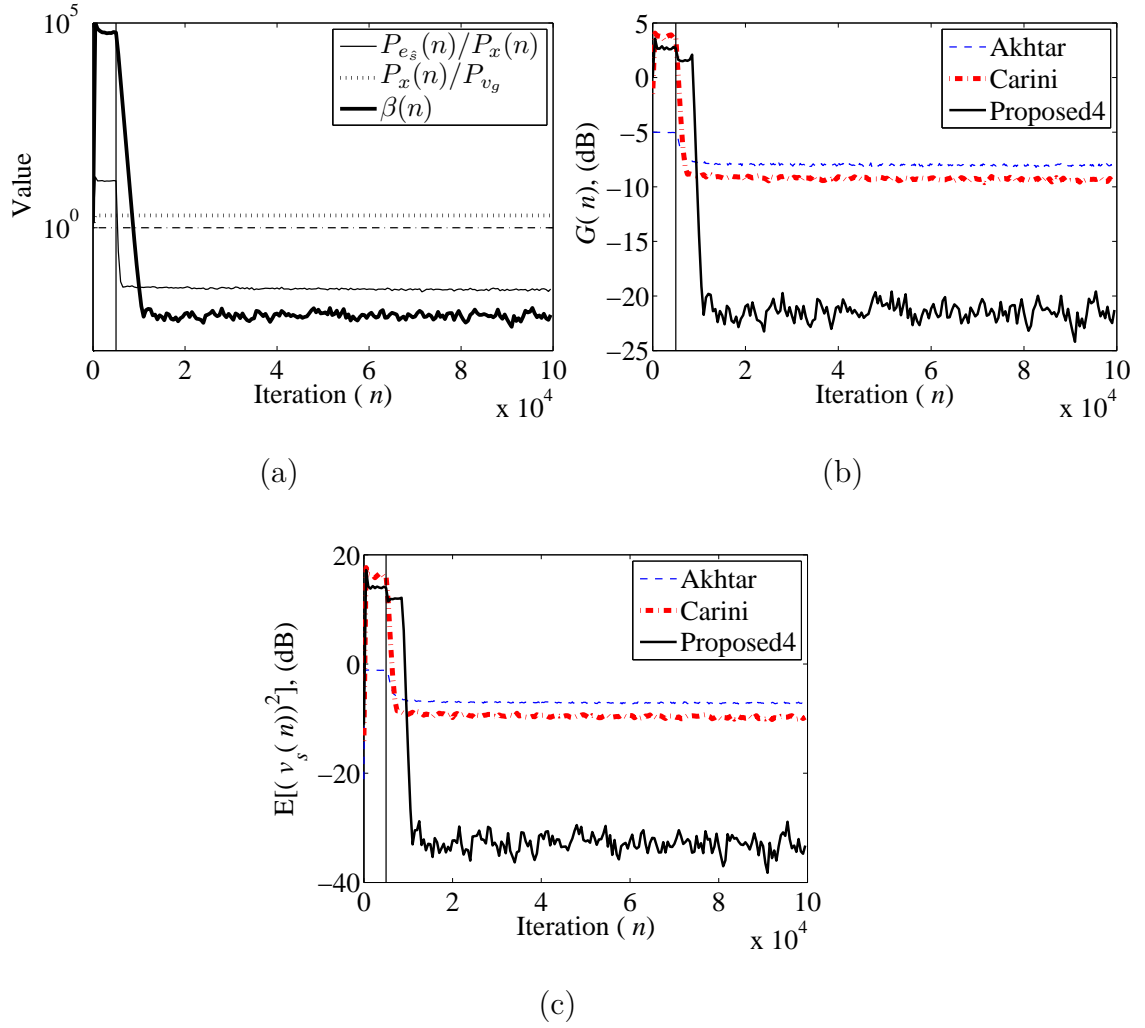 10^5
10^0
Value
P_{e_ŝ}(n)/P_x(n)
P_x(n)/P_{v_g}
β(n)
0 2 4 6 8 10
Iteration ( n)
x 10^4
(a)
5
0
−5
−10
−15
−20
−25
G( n), (dB)
Akhtar
Carini
Proposed4
0 2 4 6 8 10
Iteration ( n)
x 10^4
(b)
20
0
−20
−40
E[( v_s( n))^2], (dB)
Akhtar
Carini
Proposed4
0 2 4 6 8 10
Iteration ( n)
x 10^4
(c)